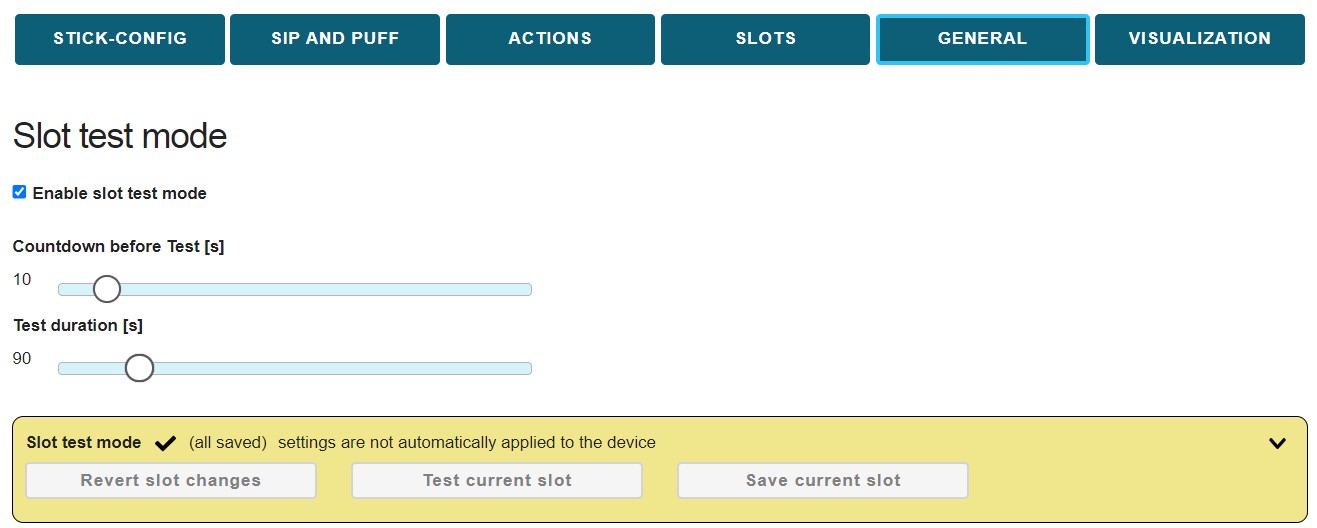 STICK-CONFIG SIP AND PUFF ACTIONS SLOTS GENERAL VISUALIZATION
Slot test mode
Enable slot test mode
Countdown before Test [s]
10
Test duration [s]
90
Slot test mode (all saved) settings are not automatically applied to the device
Revert slot changes Test current slot Save current slot